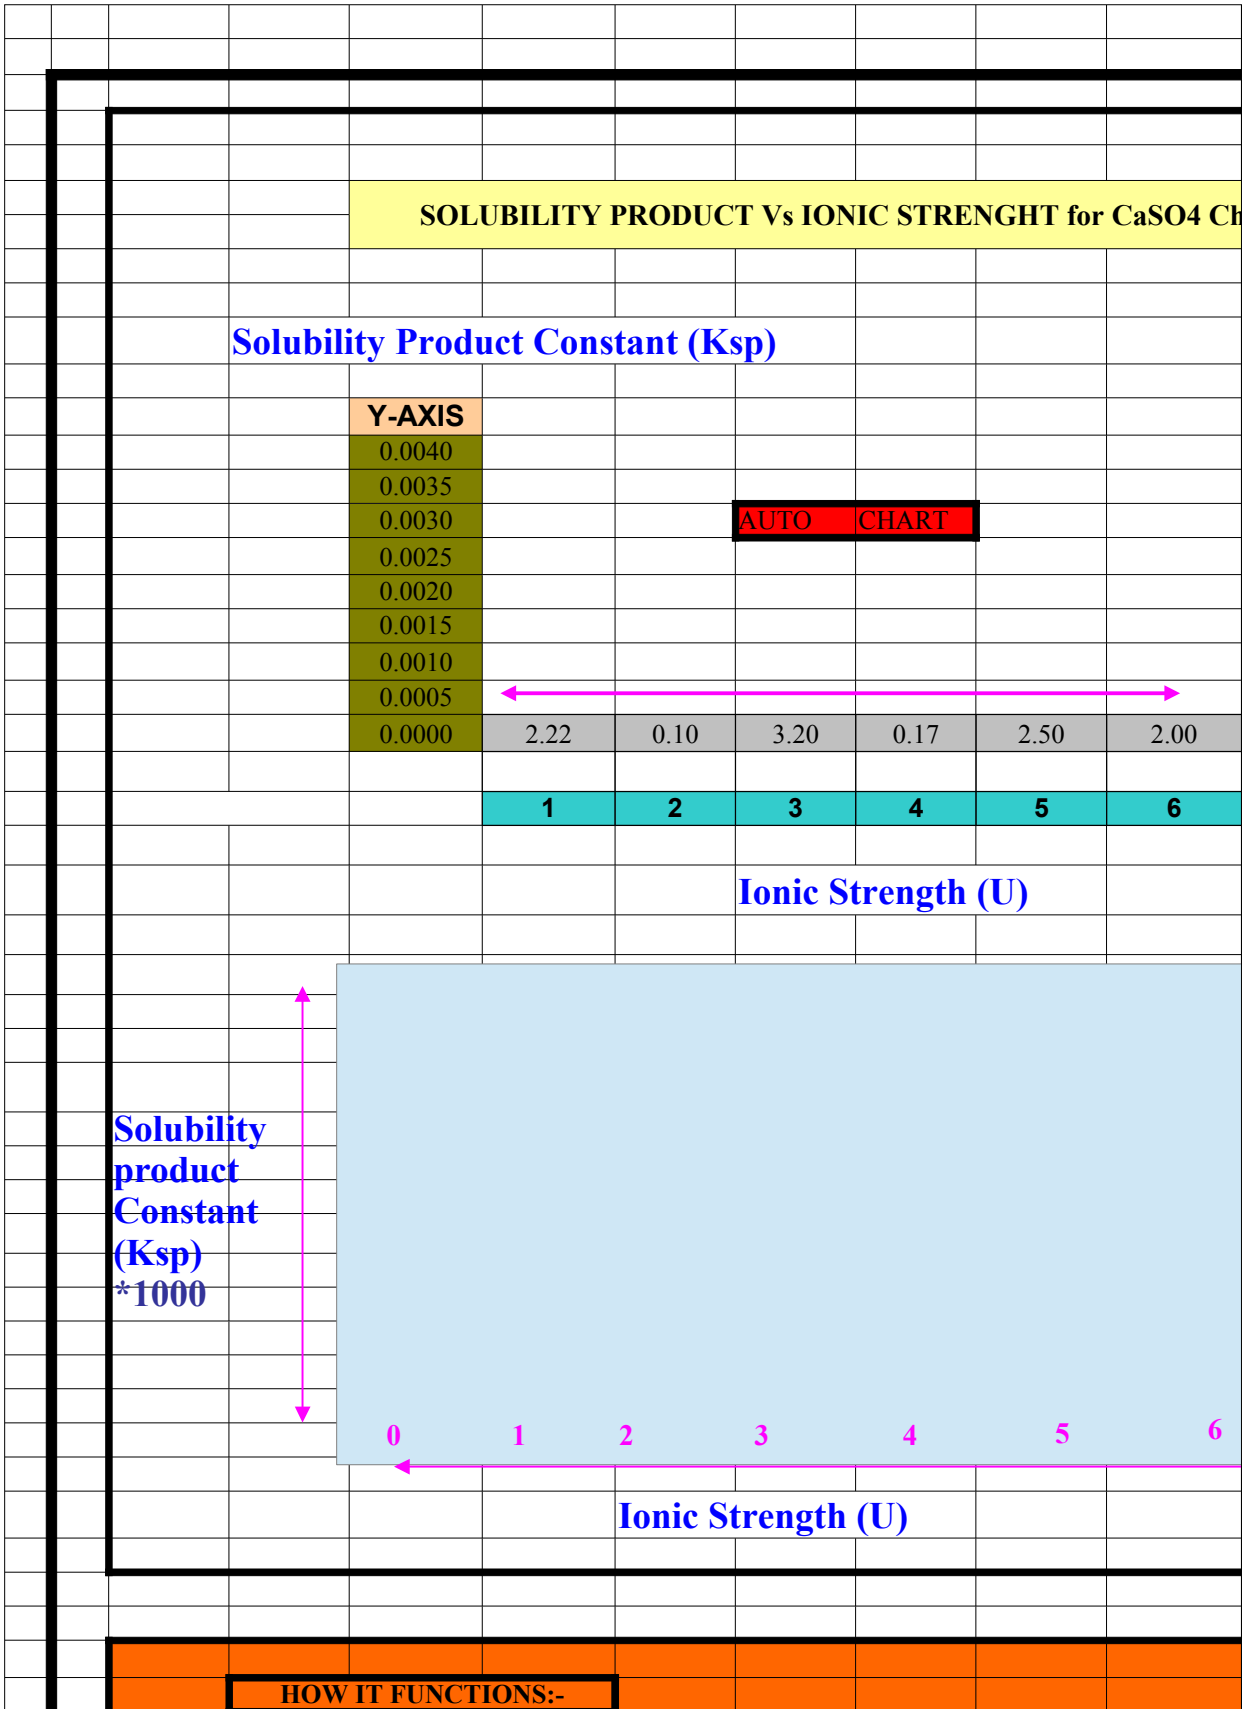 SOLUBILITY PRODUCT Vs IONIC STRENGHT for CaSO4 Ch
Solubility Product Constant (Ksp)
Y-AXIS
0.0040
0.0035
0.0030 AUTO CHART
0.0025
0.0020
0.0015
0.0010
0.0005
0.0000 2.22 0.10 3.20 0.17 2.50 2.00
1 2 3 4 5 6
Ionic Strength (U)
Solubility
product
Constant
(Ksp)
*1000
0 1 2 3 4 5 6
Ionic Strength (U)
HOW IT FUNCTIONS:-